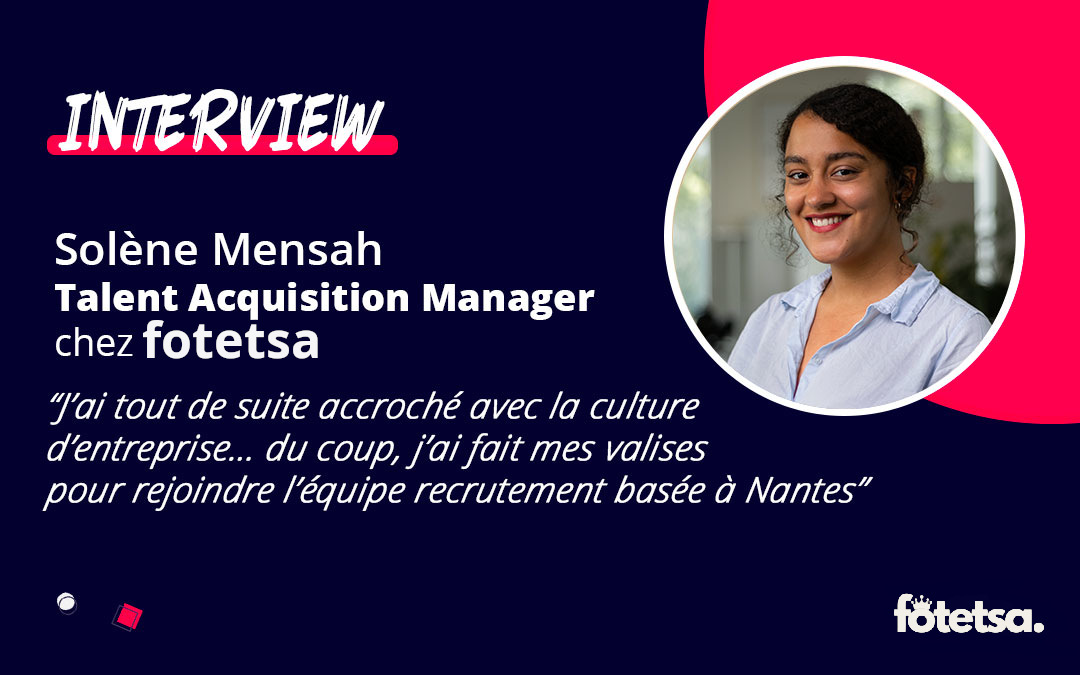 INTERVIEW
Solène Mensah
Talent Acquisition Manager
chez fotetsa
“J’ai tout de suite accroché avec la culture
d’entreprise... du coup, j’ai fait mes valises
pour rejoindre l’équipe recrutement basée à Nantes”
fotetsa.